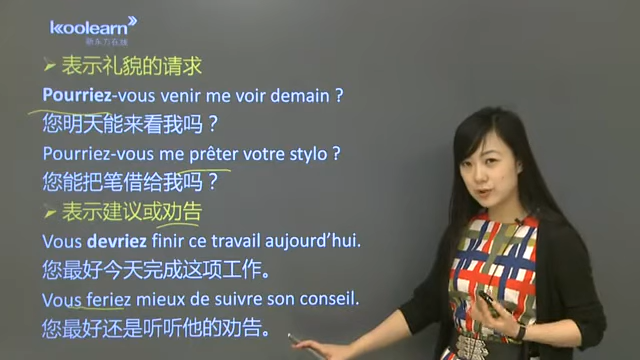 koolearn
新东方在线
表示礼貌的请求
Pourriez-vous venir me voir demain ?
您明天能来看我吗？
Pourriez-vous me prêter votre stylo ?
您能把笔借给我吗？
表示建议或劝告
Vous devriez finir ce travail aujourd'hui.
您最好今天完成这项工作。
Vous feriez mieux de suivre son conseil.
您最好还是听听他的劝告。